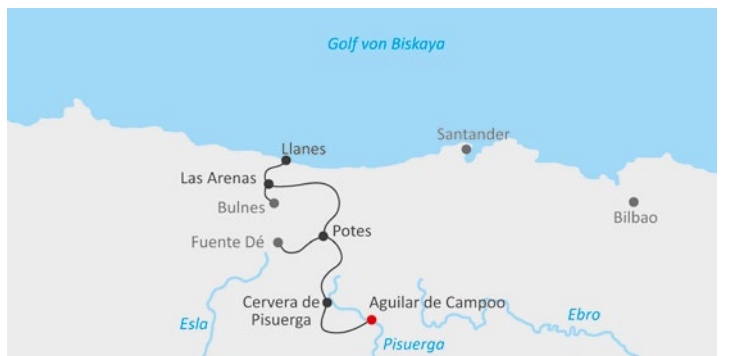 Golf von Biskaya
Santander
Llanes
Las Arenas
Bulnes
Bilbao
Potes
Fuente Dé
Cervera de
Pisuerga
Aguilar de Campoo
Esla
Ebro
Pisuerga